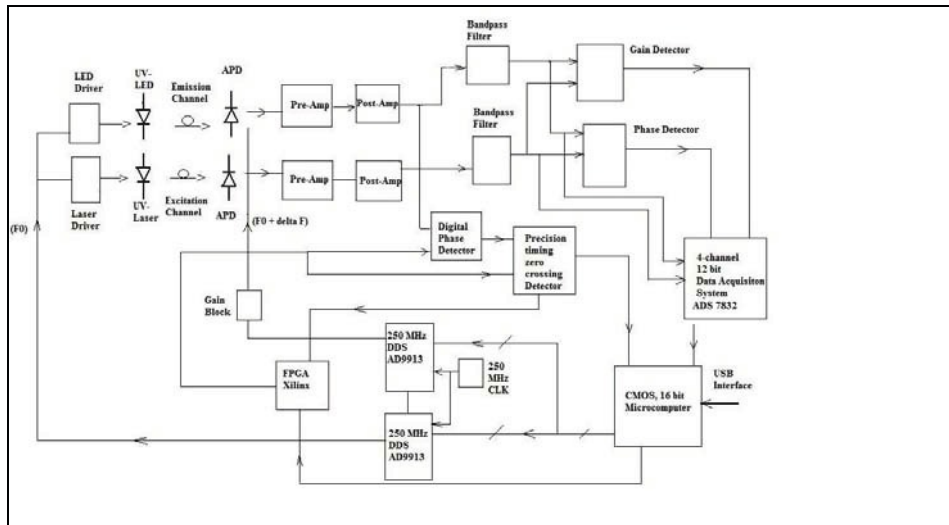 Bandpass
Filter
Gain Detector
LED
Driver
UV-
LED
Emission
Channel
APD
Pre-Amp
Post-Amp
Bandpass
Filter
Phase Detector
Pre-Amp
Post-Amp
Laser
Driver
UV-
Laser
Excitation
Channel
APD
(F0)
(F0 + delta F)
Digital
Phase
Detector
Precision
timing
zero
crossing
Detector
4-channel
12 bit
Data Acquisiton
System
ADS 7832
Gain
Block
250 MHz
DDS
AD9913
FPGA
Xilinx
250
MHz
CLK
USB
Interface
CMOS, 16 bit
Microcomputer
250 MHz
DDS
AD9913